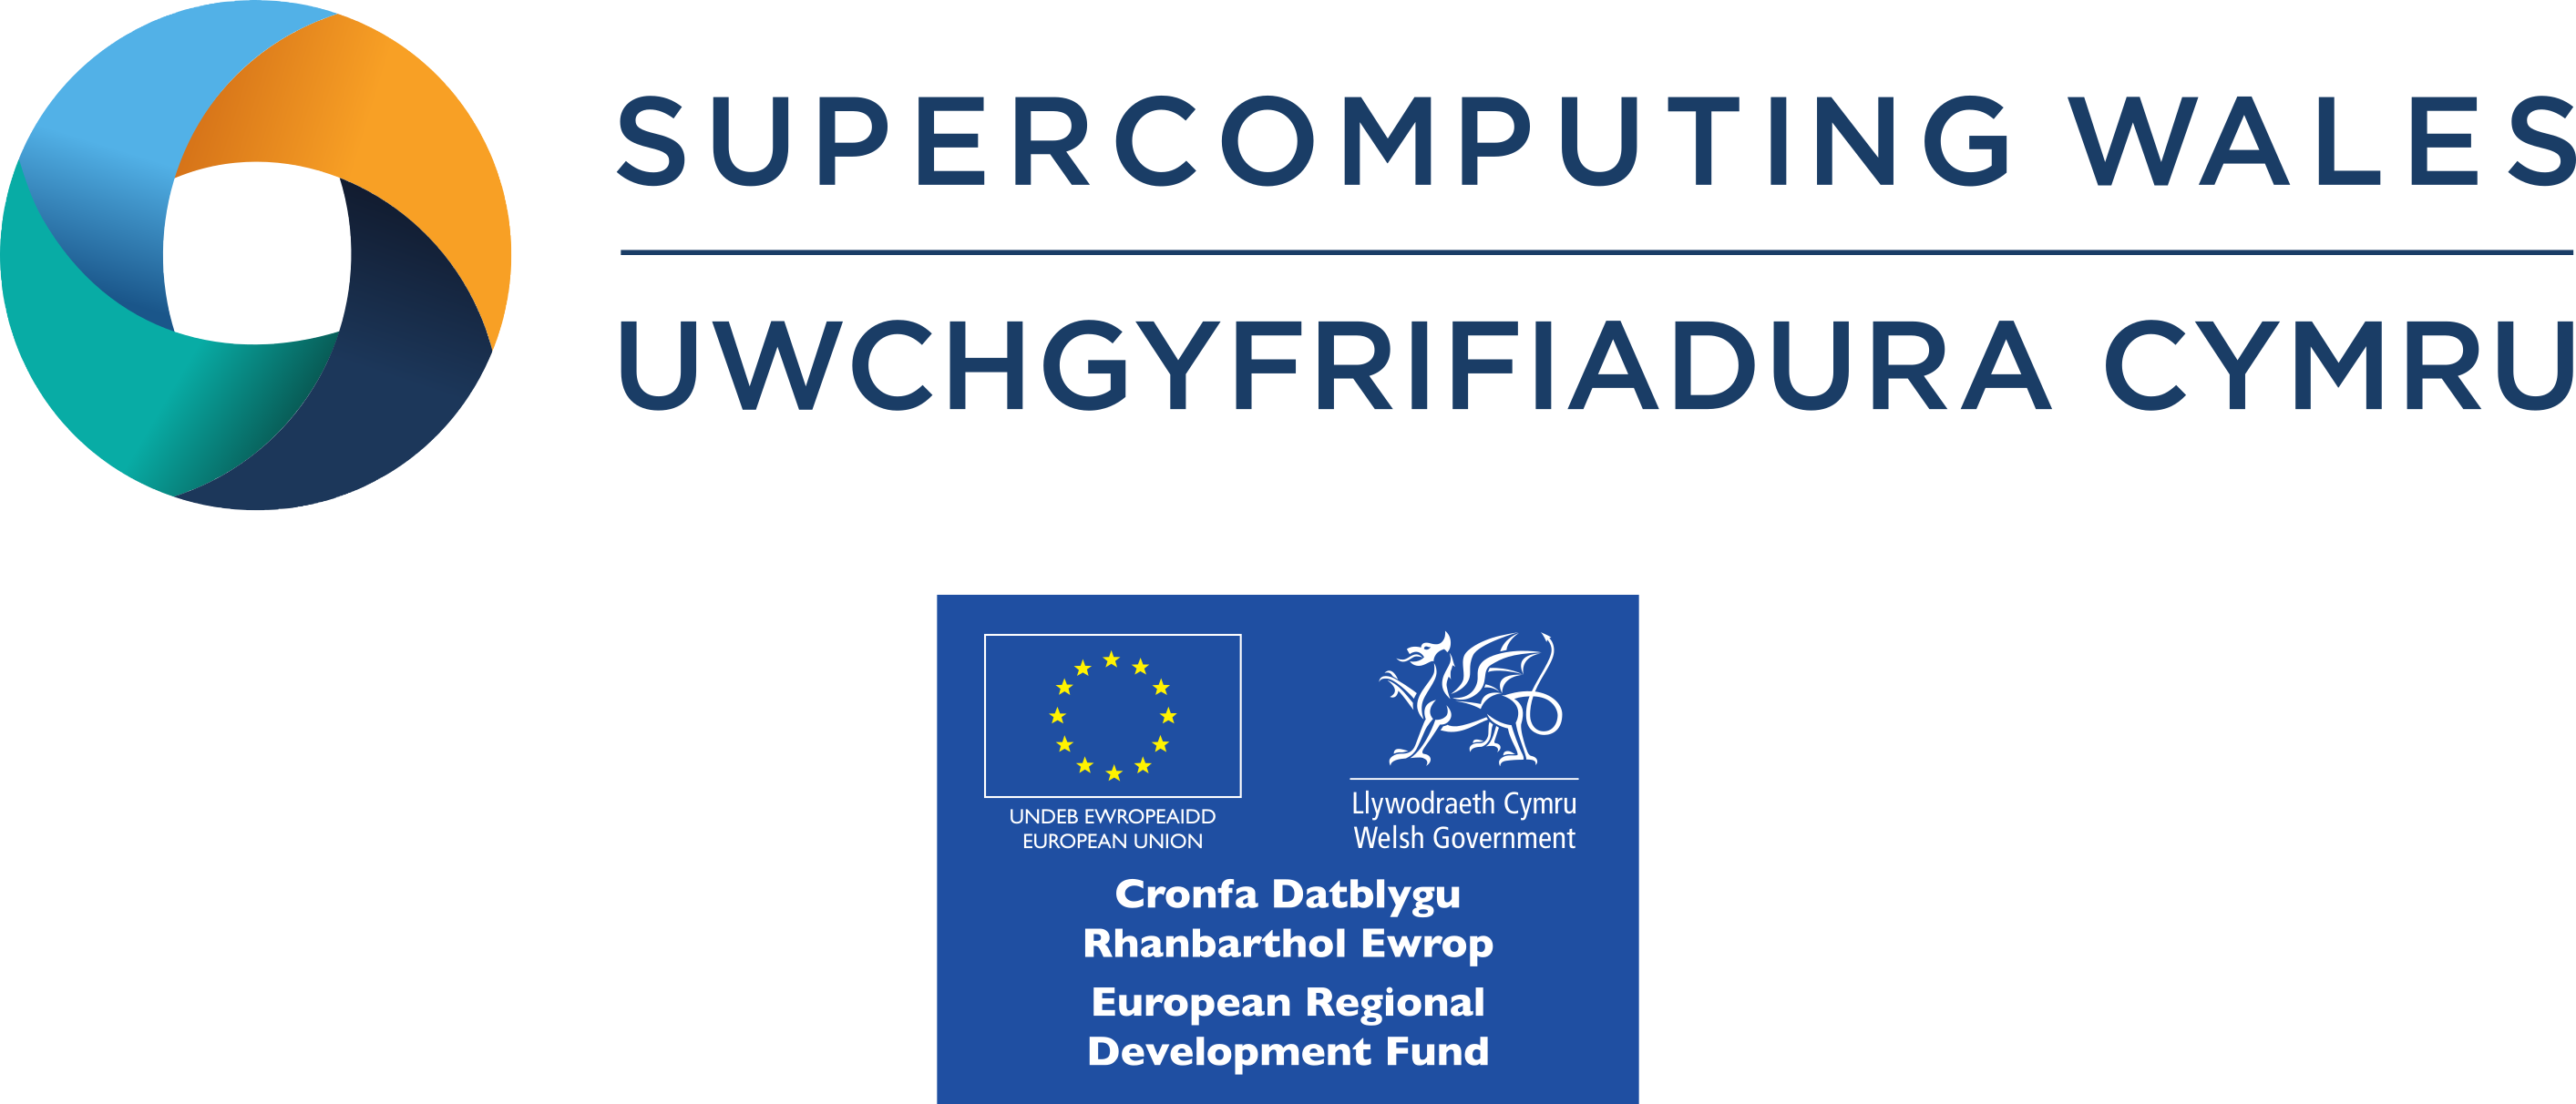 SUPERCOMPUTING WALES
UWCHGYFRIFIADURA CYMRU
UNDEB EWROPEAIDD
EUROPEAN UNION
Llywodraeth Cymru
Welsh Government
Cronfa Datblygu
Rhanbarthol Ewrop
European Regional
Development Fund